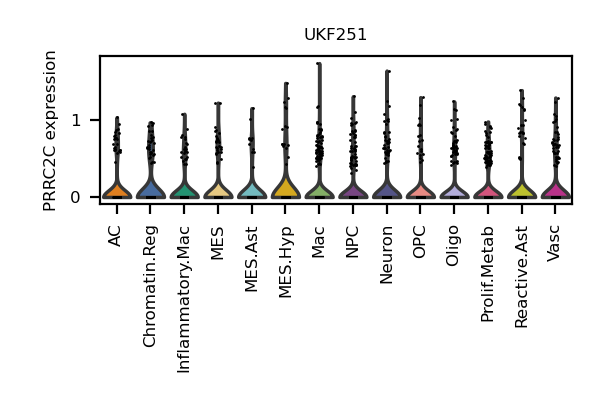 UKF251
PRRC2C expression
1
0
AC
Chromatin.Reg
Inflammatory.Mac
MES
MES.Ast
MES.Hyp
Mac
NPC
Neuron
OPC
Oligo
Prolif.Metab
Reactive.Ast
Vasc